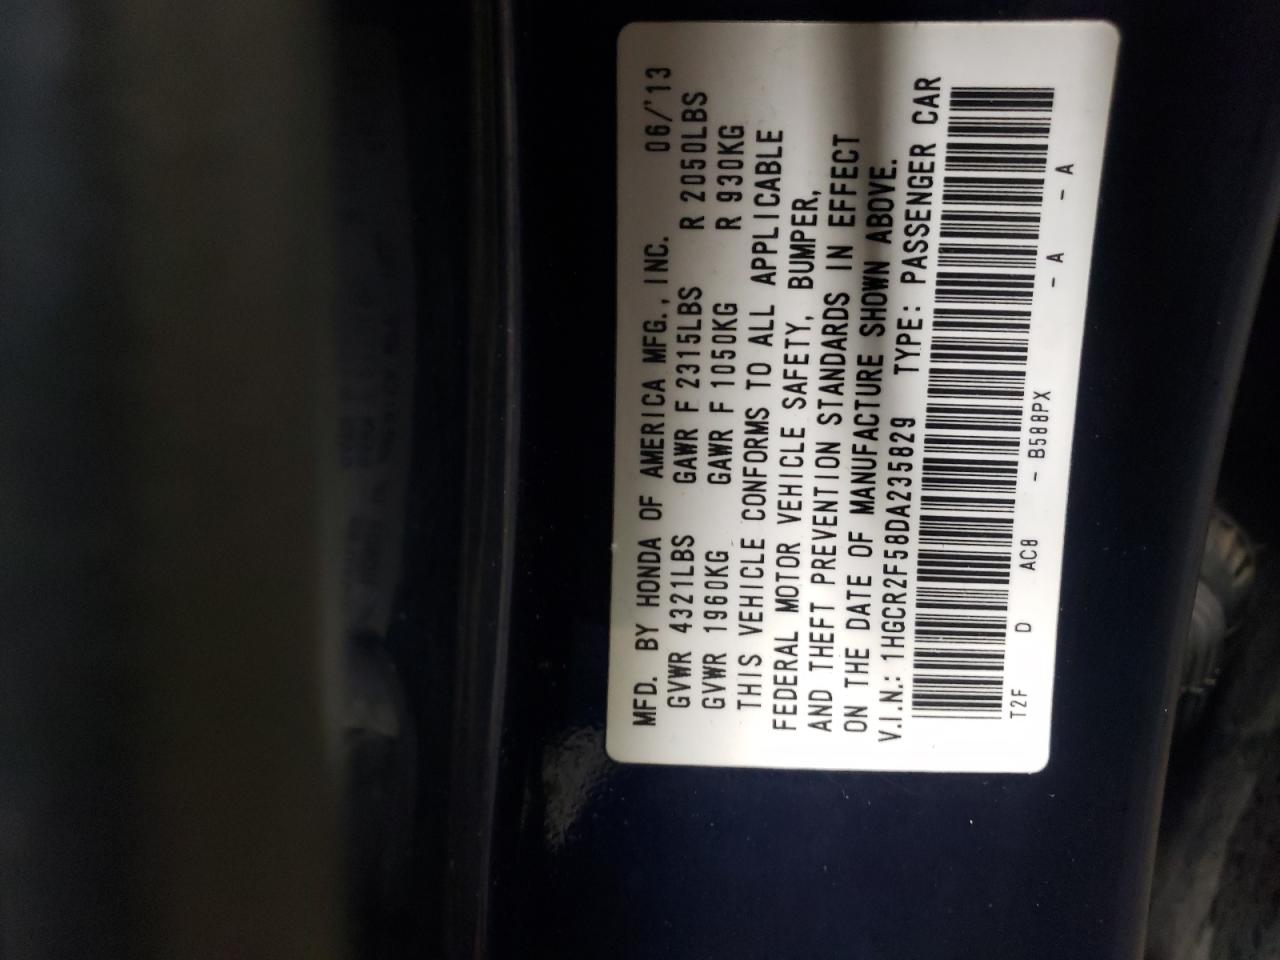 MFD. BY HONDA OF AMERICA MFG., INC. 06/'13
GVWR 4321LBS GAWR F 2315LBS R 2050LBS
GVWR 1960KG GAWR F 1050KG R 930KG
THIS VEHICLE CONFORMS TO ALL APPLICABLE
FEDERAL MOTOR VEHICLE SAFETY, BUMPER,
AND THEFT PREVENTION STANDARDS IN EFFECT
ON THE DATE OF MANUFACTURE SHOWN ABOVE.
V.I.N.: 1HGCR2F58DA235829 TYPE: PASSENGER CAR
T2F D AC8 - B588PX - A - A